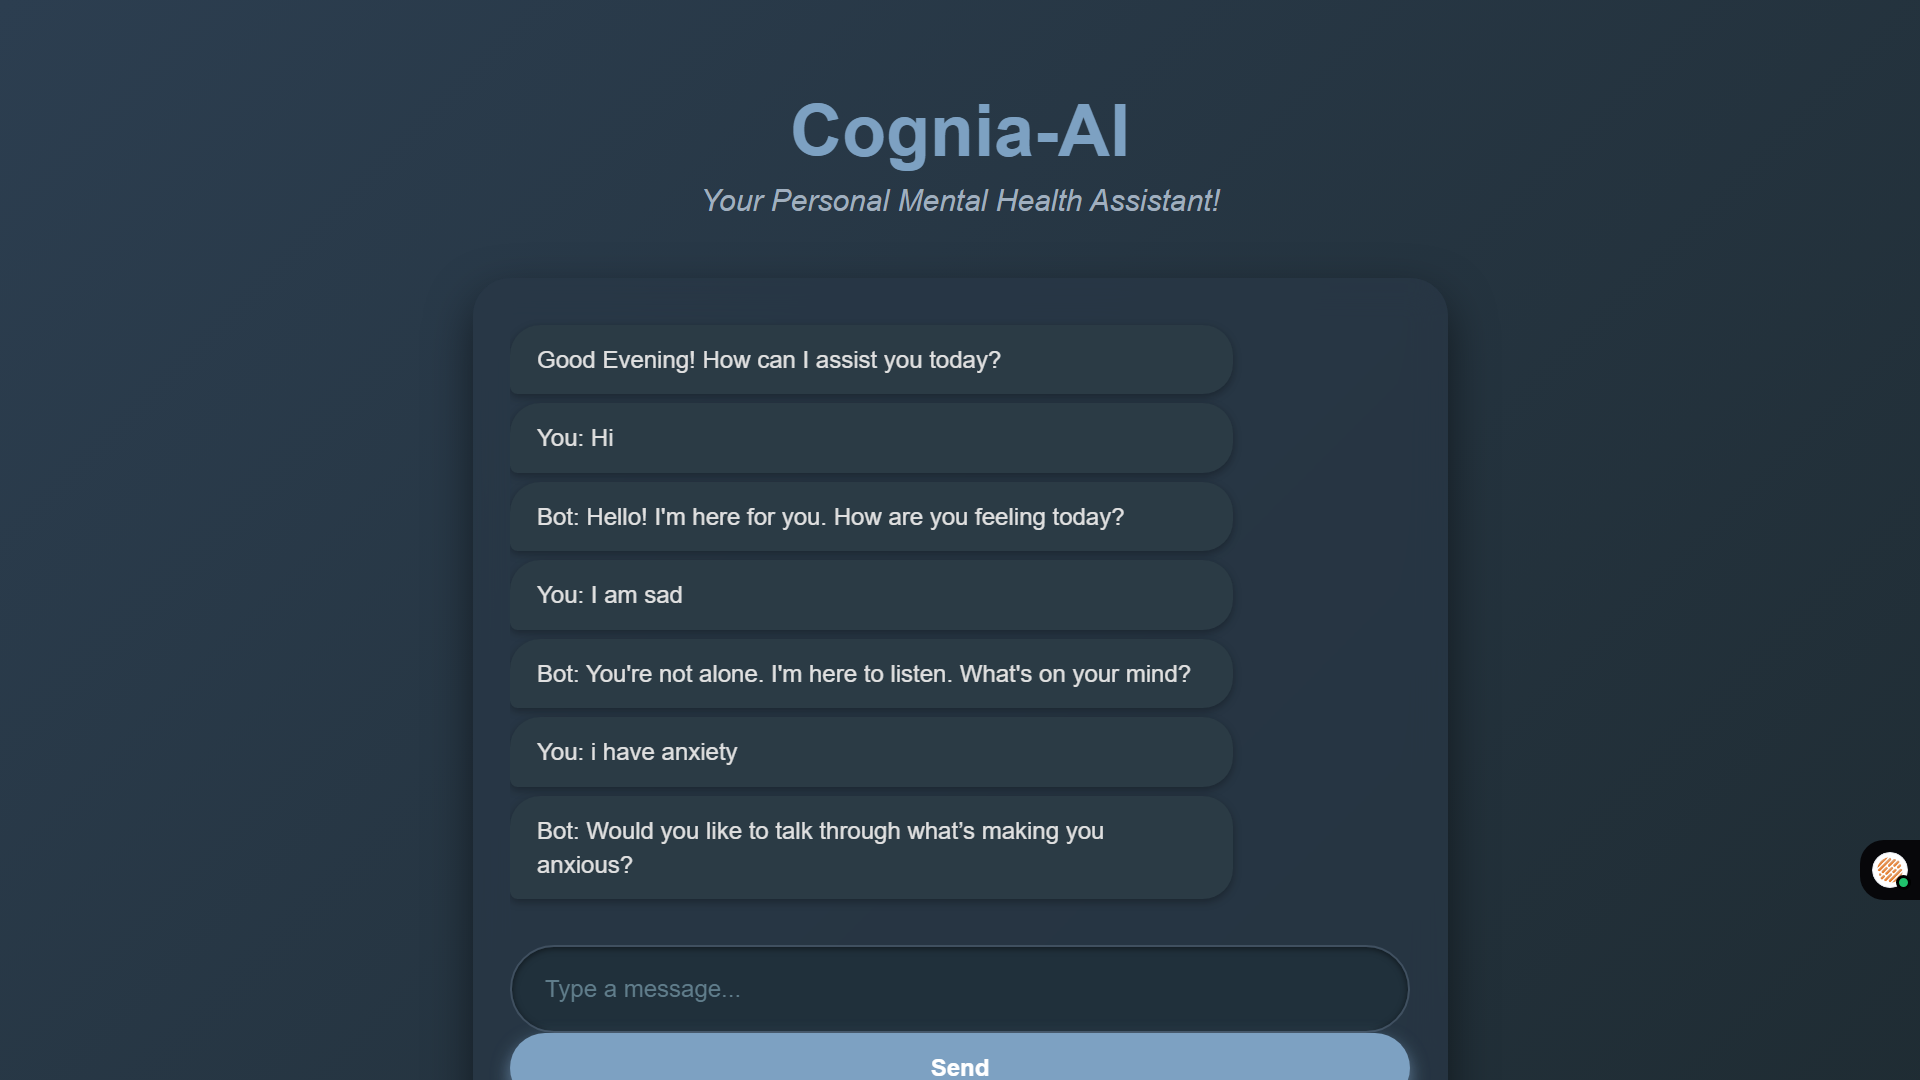 Cognia-AI
Your Personal Mental Health Assistant!
Good Evening! How can I assist you today?
You: Hi
Bot: Hello! I'm here for you. How are you feeling today?
You: I am sad
Bot: You're not alone. I'm here to listen. What's on your mind?
You: i have anxiety
Bot: Would you like to talk through what’s making you
anxious?
Type a message...
Send